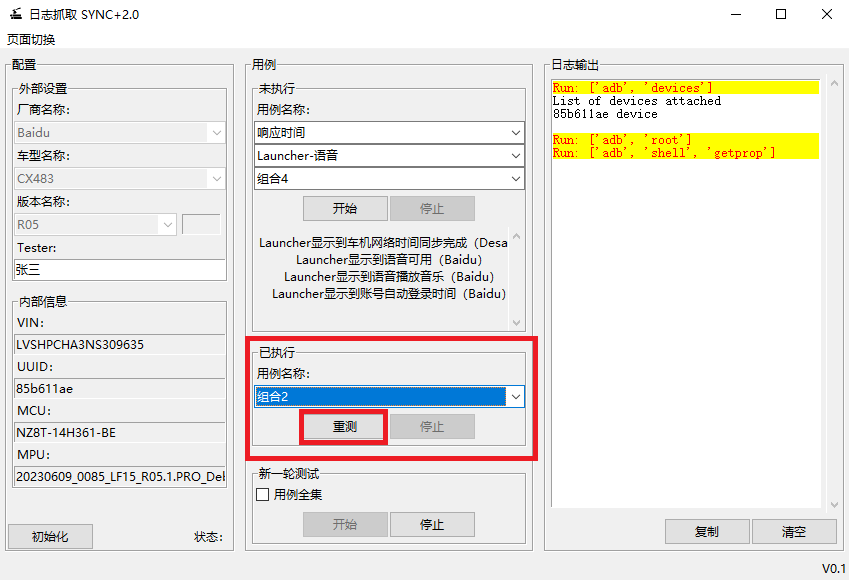 日志抓取 SYNC+2.0
页面切换
配置
外部设置
厂商名称:
Baidu
车型名称:
CX483
版本名称:
R05
Tester:
张三
内部信息
VIN:
LVSHPCHA3NS309635
UUID:
85b611ae
MCU:
NZ8T-14H361-BE
MPU:
20230609_0085_LF15_R05.1.PRO_Deb
初始化
状态:
用例
未执行
用例名称:
响应时间
Launcher-语音
组合4
开始
停止
Launcher显示到车机网络时间同步完成（Desa
Launcher显示到语音可用（Baidu）
Launcher显示到语音播放音乐（Baidu）
Launcher显示到账号自动登录时间（Baidu）
已执行
用例名称:
组合2
重测
停止
新一轮测试
用例全集
开始
停止
日志输出
Run: ['adb', 'devices']
List of devices attached
85b611ae device
Run: ['adb', 'root']
Run: ['adb', 'shell', 'getprop']
复制
清空
V0.1